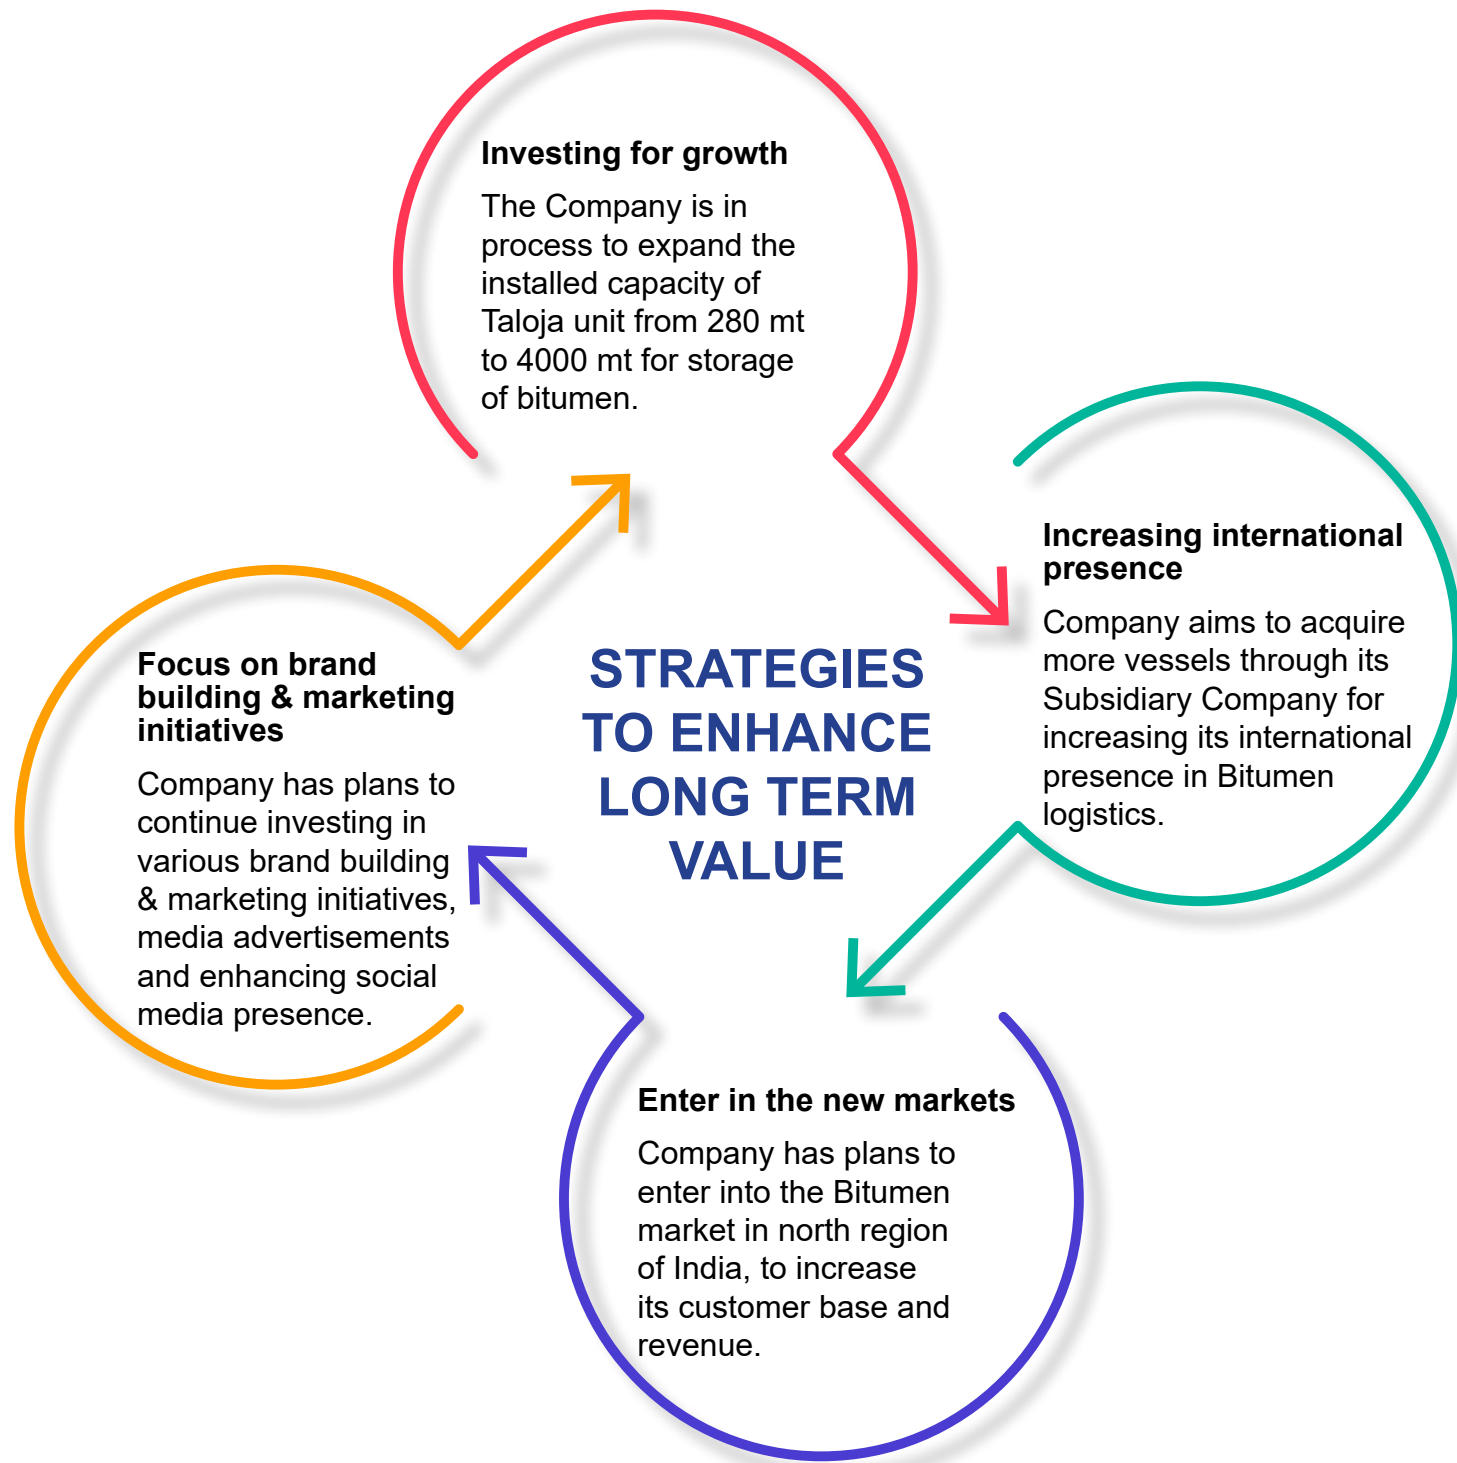 Investing for growth
The Company is in
process to expand the
installed capacity of
Taloja unit from 280 mt
to 4000 mt for storage
of bitumen.
Increasing international
presence
Company aims to acquire
more vessels through its
Subsidiary Company for
increasing its international
presence in Bitumen
logistics.
STRATEGIES
TO ENHANCE
LONG TERM
VALUE
Focus on brand
building & marketing
initiatives
Company has plans to
continue investing in
various brand building
& marketing initiatives,
media advertisements
and enhancing social
media presence.
Enter in the new markets
Company has plans to
enter into the Bitumen
market in north region
of India, to increase
its customer base and
revenue.